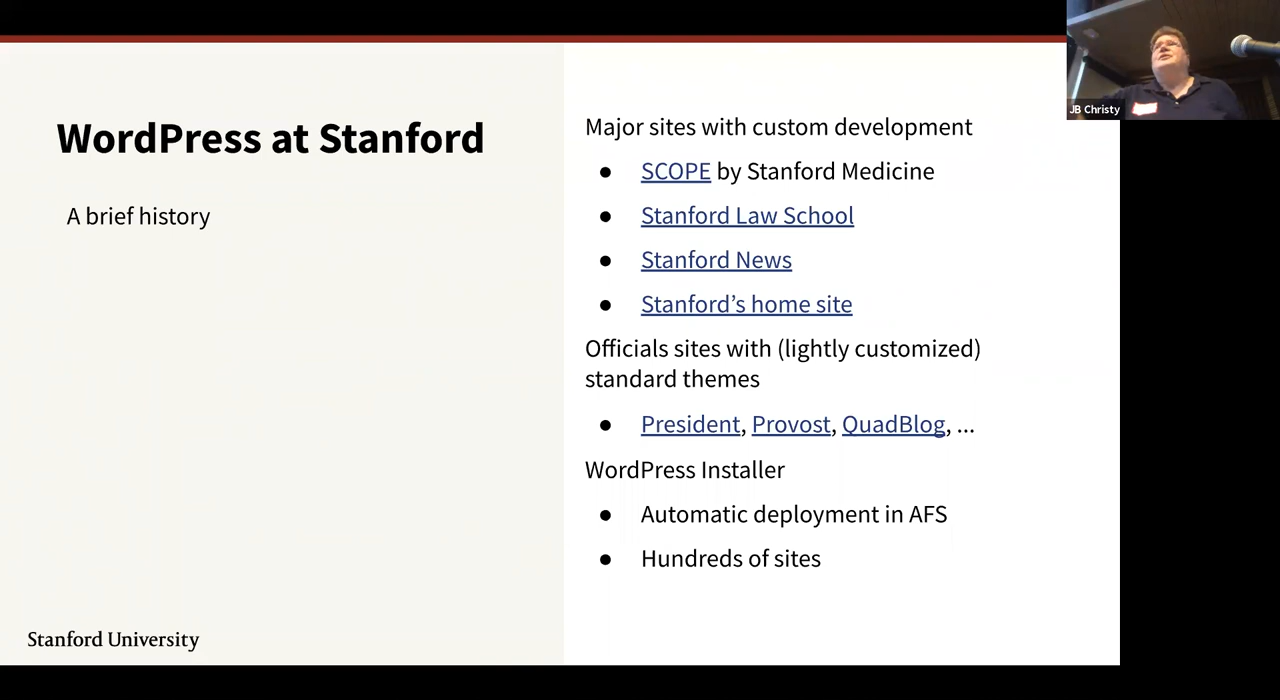 WordPress at Stanford
A brief history
Major sites with custom development
● SCOPE by Stanford Medicine
● Stanford Law School
● Stanford News
● Stanford’s home site
Officials sites with (lightly customized)
standard themes
● President, Provost, QuadBlog, ...
WordPress Installer
● Automatic deployment in AFS
● Hundreds of sites
Stanford University
JB Christy